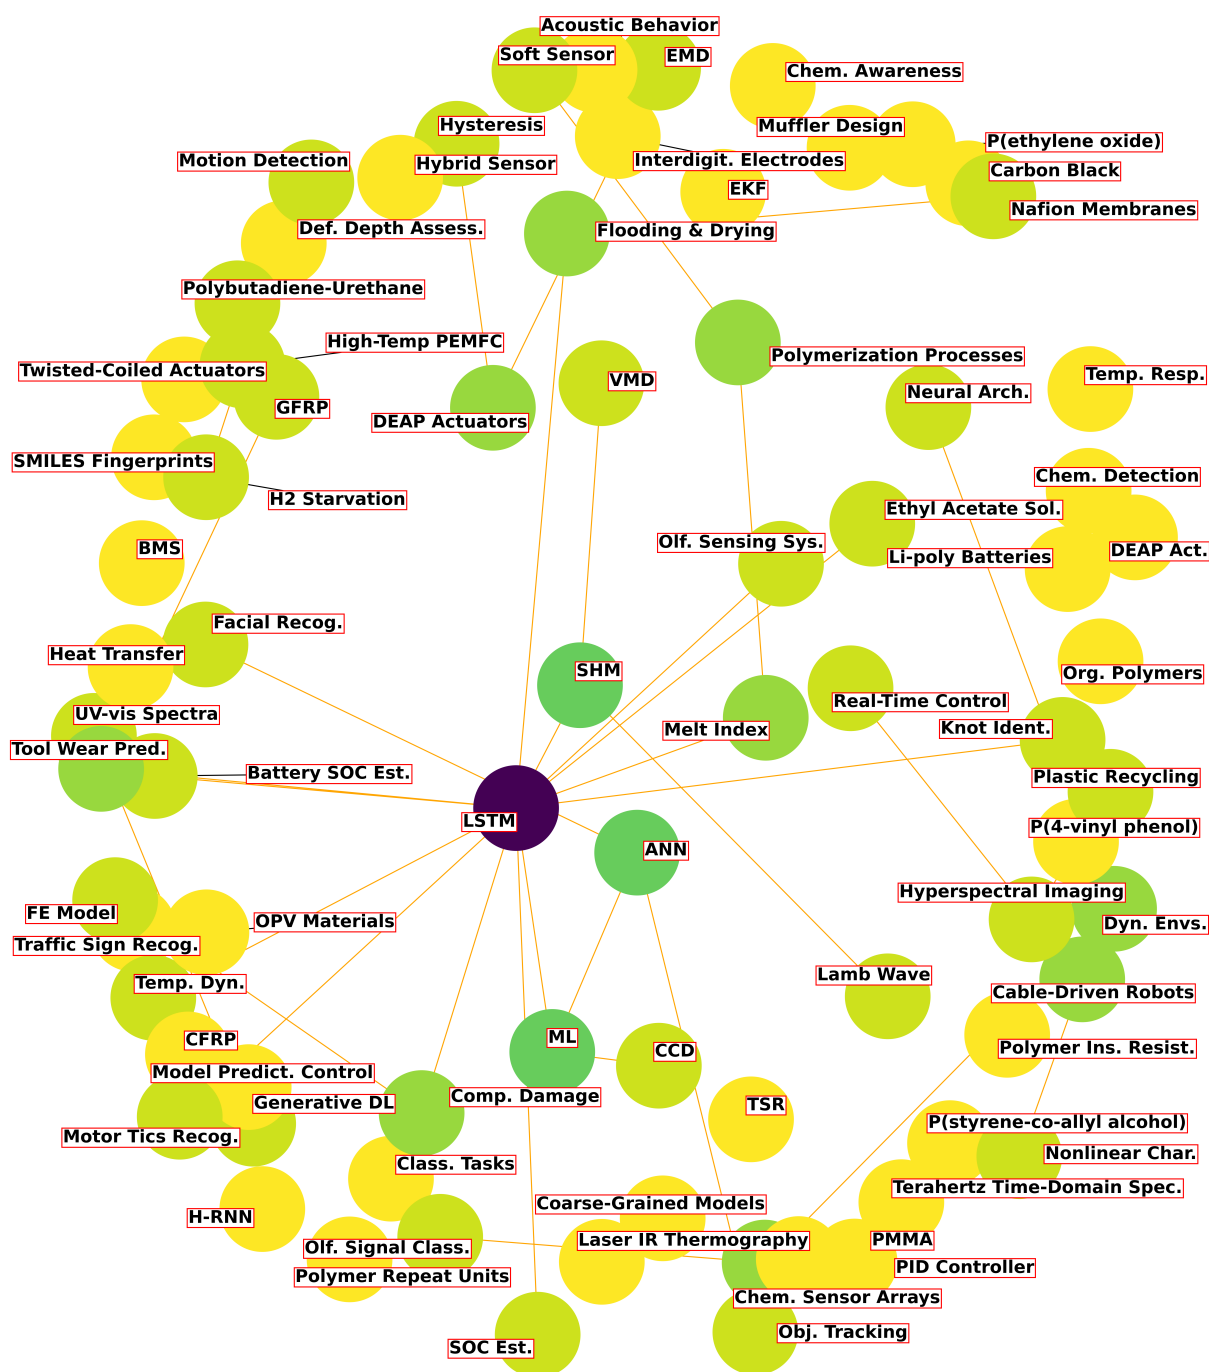 Acoustic Behavior
Soft Sensor
EMD
Chem. Awareness
Hysteresis
Muffler Design
P(ethylene oxide)
Motion Detection
Hybrid Sensor
Interdigit. Electrodes
Carbon Black
EKF
Nafion Membranes
Def. Depth Assess.
Flooding & Drying
Polybutadiene-Urethane
High-Temp PEMFC
Polymerization Processes
Twisted-Coiled Actuators
VMD
Temp. Resp.
Neural Arch.
GFRP
DEAP Actuators
SMILES Fingerprints
Chem. Detection
H2 Starvation
Ethyl Acetate Sol.
Olf. Sensing Sys.
BMS
Li-poly Batteries
DEAP Act.
Facial Recog.
Heat Transfer
SHM
Org. Polymers
Real-Time Control
UV-vis Spectra
Melt Index
Knot Ident.
Tool Wear Pred.
Battery SOC Est.
Plastic Recycling
LSTM
P(4-vinyl phenol)
ANN
Hyperspectral Imaging
FE Model
OPV Materials
Dyn. Envs.
Traffic Sign Recog.
Lamb Wave
Temp. Dyn.
Cable-Driven Robots
CFRP
ML
CCD
Polymer Ins. Resist.
Model Predict. Control
Comp. Damage
Generative DL
TSR
P(styrene-co-allyl alcohol)
Motor Tics Recog.
Nonlinear Char.
Class. Tasks
Terahertz Time-Domain Spec.
Coarse-Grained Models
H-RNN
Laser IR Thermography
PMMA
Olf. Signal Class.
PID Controller
Polymer Repeat Units
Chem. Sensor Arrays
Obj. Tracking
SOC Est.